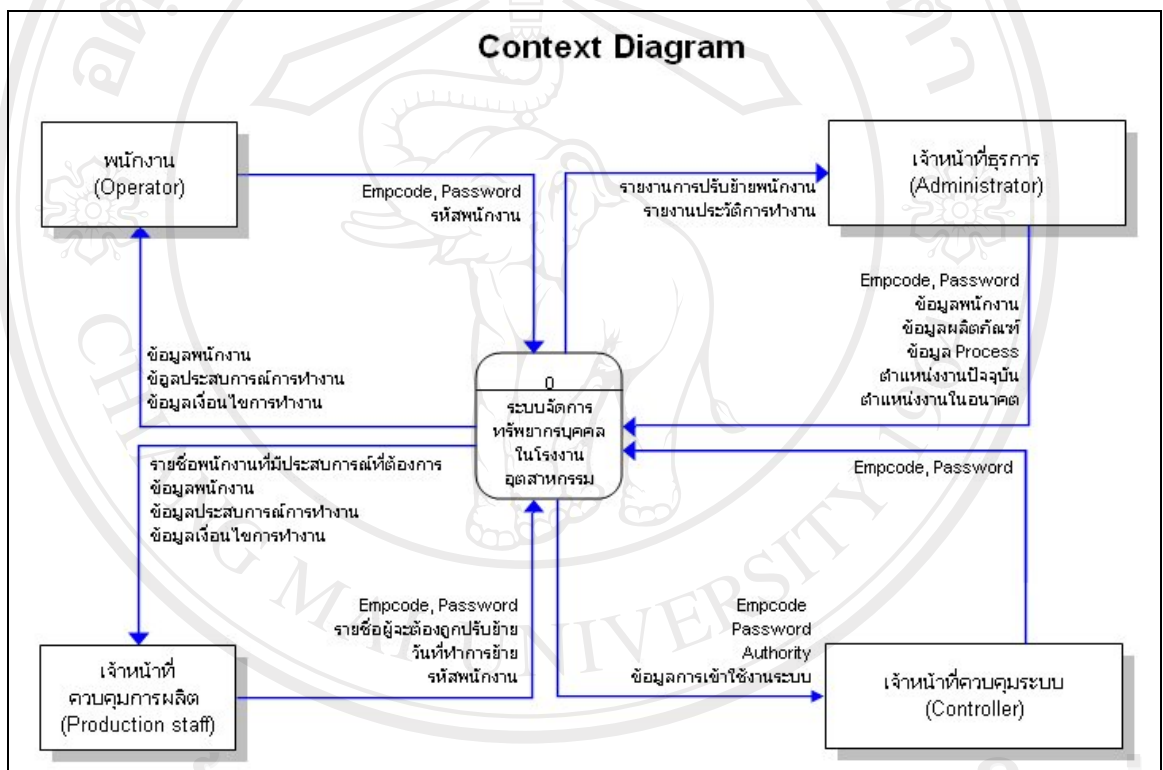 Context Diagram
พนักงาน
(Operator)
Empcode, Password
รหัสพนักงาน
รายงานการปรับย้ายพนักงาน
รายงานประวัติการทำงาน
เจ้าหน้าที่ธุรการ
(Administrator)
Empcode, Password
ข้อมูลพนักงาน
ข้อมูลผลิตภัณฑ์
ข้อมูล Process
ตำแหน่งงานปัจจุบัน
ตำแหน่งงานในอนาคต
ข้อมูลพนักงาน
ข้อูลประสบการณ์การทำงาน
ข้อมูลเงื่อนไขการทำงาน
0
ระบบจัดการ
ทรัพยากรบุคคล
ในโรงงาน
อุตสาหกรรม
รายชื่อพนักงานที่มีประสบการณ์ที่ต้องการ
ข้อมูลพนักงาน
ข้อมูลประสบการณ์การทำงาน
ข้อมูลเงื่อนไขการทำงาน
Empcode, Password
Empcode, Password
รายชื่อผู้จะต้องถูกปรับย้าย
วันที่ทำการย้าย
รหัสพนักงาน
Empcode
Password
Authority
ข้อมูลการเข้าใช้งานระบบ
เจ้าหน้าที่
ควบคุมการผลิต
(Production staff)
เจ้าหน้าที่ควบคุมระบบ
(Controller)
CHIANG MAI UNIVERSITY 1964